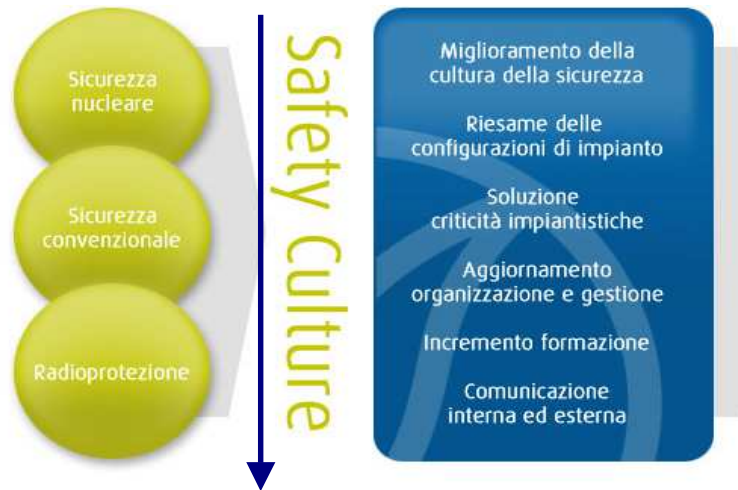 Sicurezza
nucleare
Sicurezza
convenzionale
Radioprotezione
Safety Culture
Miglioramento della
cultura della sicurezza
Riesame delle
configurazioni di impianto
Soluzione
criticità impiantistiche
Aggiornamento
organizzazione e gestione
Incremento formazione
Comunicazione
interna ed esterna